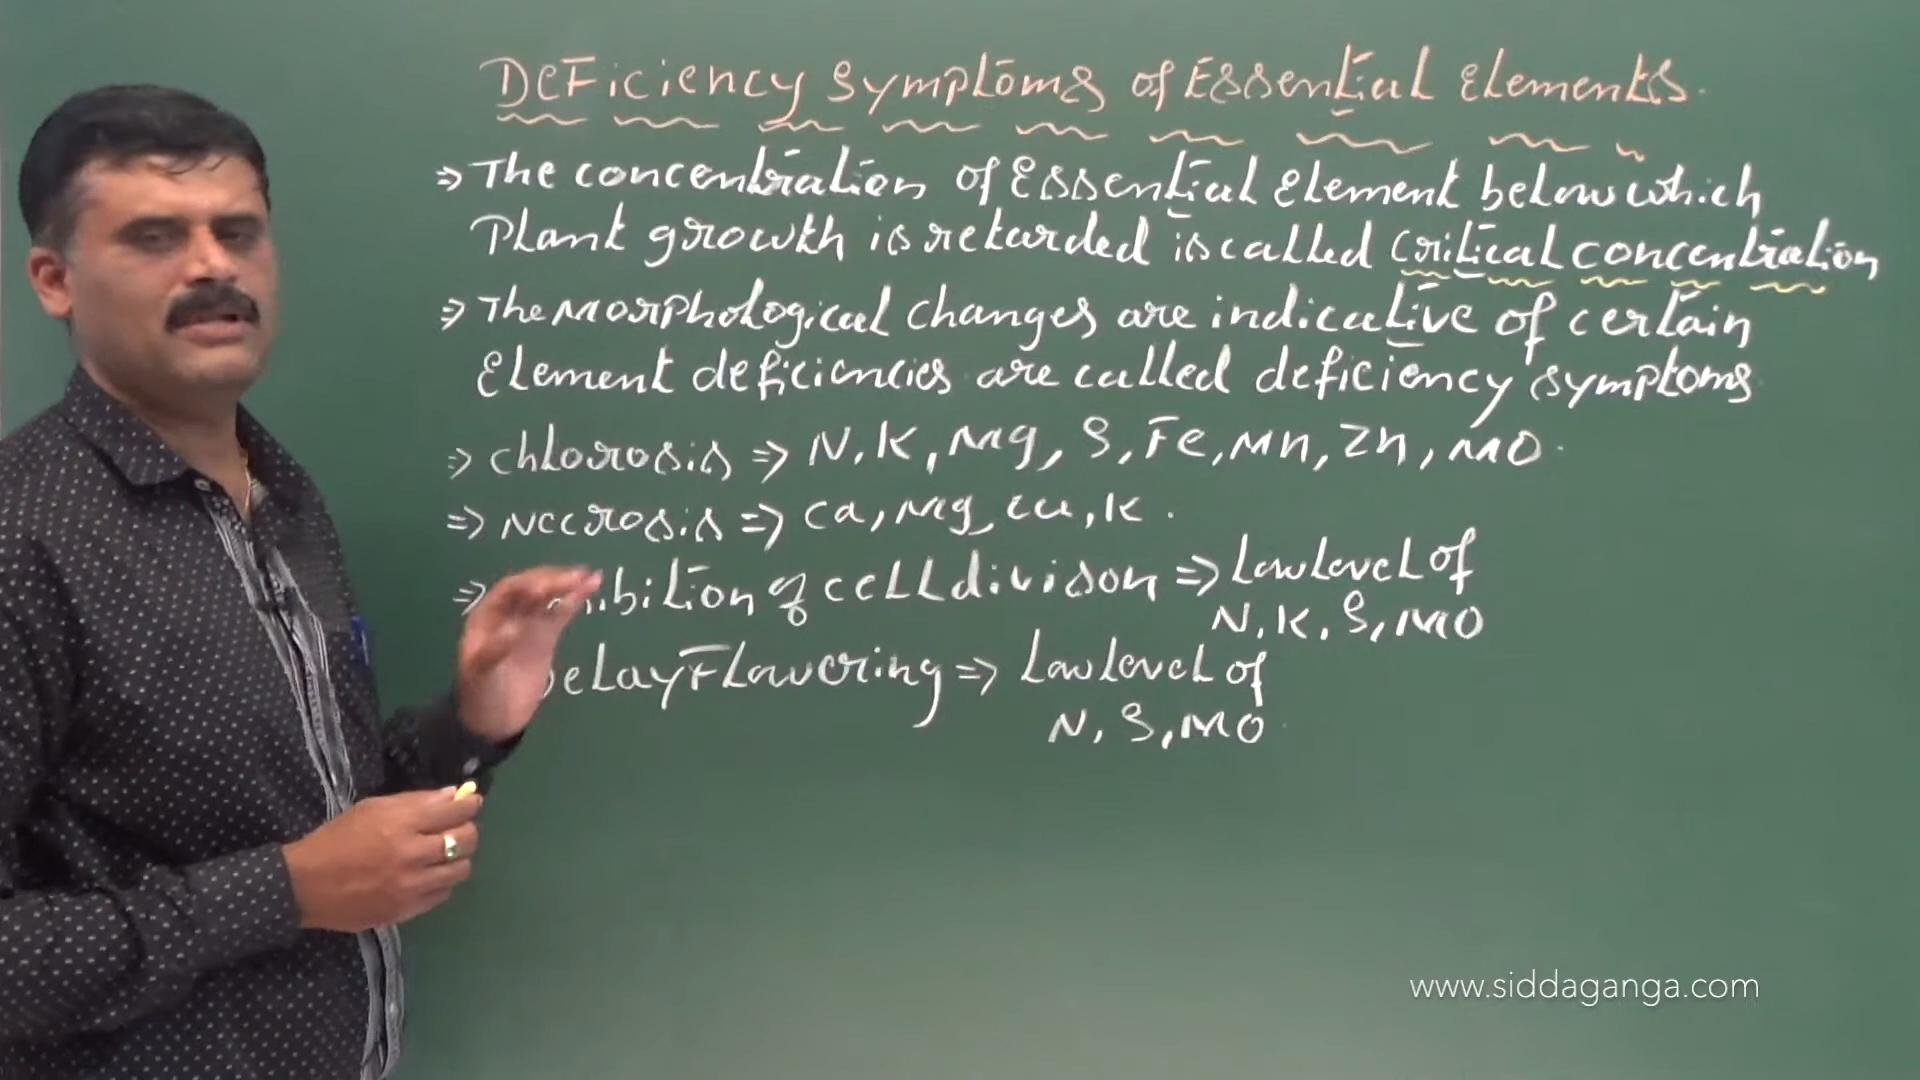 Deficiency Symptoms of Essential Elements.
⇒ The concentration of Essential Element below which
Plant growth is retarded is called critical concentration
⇒ The Morphological changes are indicative of certain
Element deficiencies are called deficiency symptoms
⇒ Chlorosis ⇒ N, K, Mg, S, Fe, Mn, Zn, MO.
⇒ Necrosis ⇒ Ca, Mg, Cu, K.
⇒ of cell divison ⇒ Low level of
N, K, S, MO
Delay Flowering ⇒ Low level of
N, S, MO
www.siddaganga.com